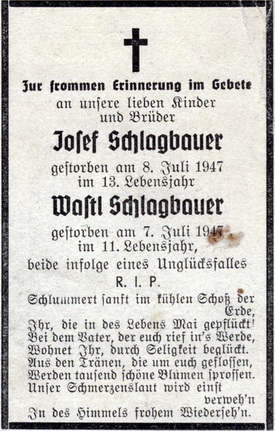 Zur frommen Erinnerung im Gebete
an unsere lieben Kinder
und Brüder
Josef Schlagbauer
gestorben am 8. Juli 1947
im 13. Lebensjahr
Wastl Schlagbauer
gestorben am 7. Juli 1947
im 11. Lebensjahr,
beide infolge eines Unglücksfalles
R. I. P.
Schlummert sanft im kühlen Schoß der
Erde,
Ihr, die in des Lebens Mai gepflückt!
Bei dem Vater, der euch rief in's Werde,
Wohnet Ihr, durch Seligkeit beglückt.
Aus den Tränen, die um euch geflossen,
Werden tausend schöne Blumen sprossen.
Unser Schmerzenslaut wird einst
verweh'n
In des Himmels frohem Wiederseh'n.